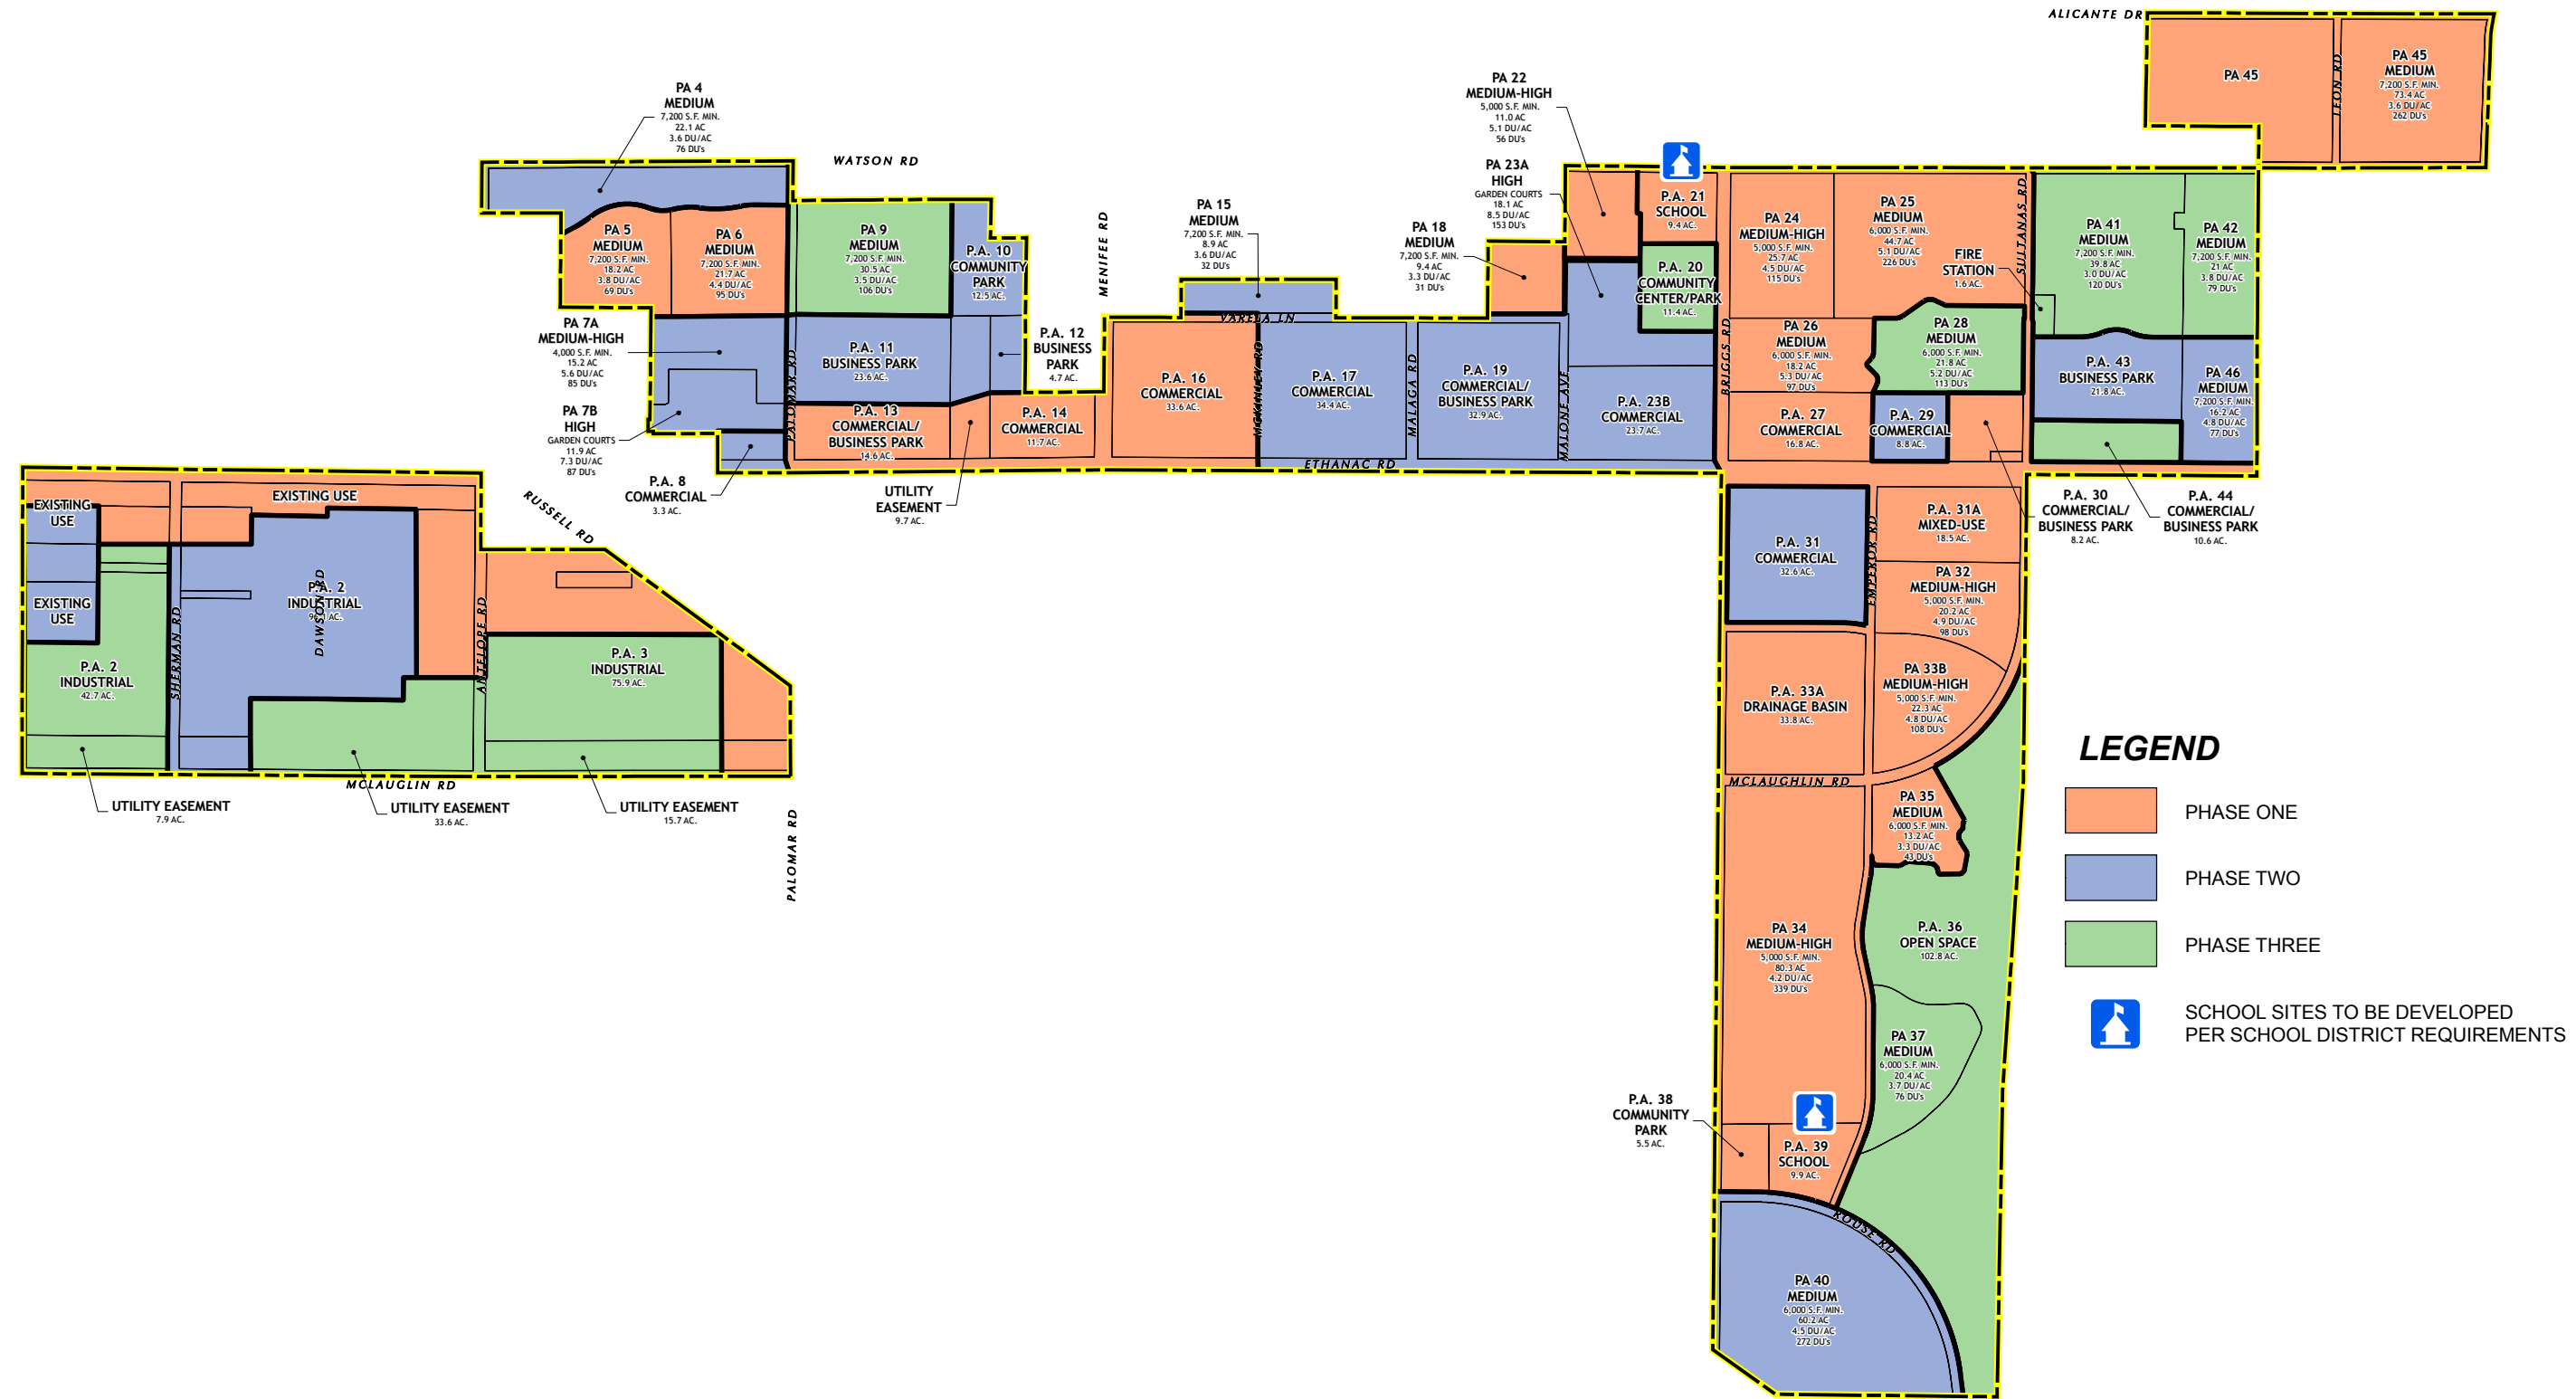 ALICANTE DR
PA 45
LEON RD
PA 45
MEDIUM
7,200 S.F. MIN.
73.4 AC
3.6 DU/AC
262 DU's
PA 4
MEDIUM
7,200 S.F. MIN.
22.1 AC
3.6 DU/AC
76 DU's
WATSON RD
PA 5
MEDIUM
7,200 S.F. MIN.
18.2 AC
3.8 DU/AC
69 DU's
PA 6
MEDIUM
7,200 S.F. MIN.
21.7 AC
4.4 DU/AC
95 DU's
PA 9
MEDIUM
7,200 S.F. MIN.
30.5 AC
3.5 DU/AC
106 DU's
P.A. 10
COMMUNITY
PARK
12.5 AC.
MENIFEE RD
PA 7A
MEDIUM-HIGH
4,000 S.F. MIN.
15.2 AC
5.6 DU/AC
85 DU's
PA 7B
HIGH
GARDEN COURTS
11.9 AC
7.3 DU/AC
87 DU's
P.A. 8
COMMERCIAL
3.3 AC.
PALOMAR RD
P.A. 11
BUSINESS PARK
23.6 AC.
P.A. 12
BUSINESS
PARK
4.7 AC.
P.A. 13
COMMERCIAL/
BUSINESS PARK
14.6 AC.
P.A. 14
COMMERCIAL
11.7 AC.
UTILITY
EASEMENT
9.7 AC.
PA 15
MEDIUM
7,200 S.F. MIN.
8.9 AC
3.6 DU/AC
32 DU's
VARELA LN
P.A. 16
COMMERCIAL
33.6 AC.
MCKINLEY RD
P.A. 17
COMMERCIAL
34.4 AC.
MALAGA RD
ETHANAC RD
PA 18
MEDIUM
7,200 S.F. MIN.
9.4 AC
3.3 DU/AC
31 DU's
P.A. 19
COMMERCIAL/
BUSINESS PARK
32.9 AC.
MALONE AVE
PA 22
MEDIUM-HIGH
5,000 S.F. MIN.
11.0 AC
5.1 DU/AC
56 DU's
PA 23A
HIGH
GARDEN COURTS
18.1 AC
8.5 DU/AC
153 DU's
P.A. 21
SCHOOL
9.4 AC.
P.A. 20
COMMUNITY
CENTER/PARK
11.4 AC.
P.A. 23B
COMMERCIAL
23.7 AC.
BRIGGS RD
PA 24
MEDIUM-HIGH
5,000 S.F. MIN.
25.7 AC
4.5 DU/AC
115 DU's
PA 25
MEDIUM
6,000 S.F. MIN.
44.7 AC
5.1 DU/AC
226 DU's
FIRE
STATION
1.6 AC.
SULTANAS RD
PA 26
MEDIUM
6,000 S.F. MIN.
18.2 AC
5.3 DU/AC
97 DU's
P.A. 27
COMMERCIAL
16.8 AC.
PA 28
MEDIUM
6,000 S.F. MIN.
21.8 AC
5.2 DU/AC
113 DU's
P.A. 29
COMMERCIAL
8.8 AC.
PA 41
MEDIUM
7,200 S.F. MIN.
39.8 AC
3.0 DU/AC
120 DU's
PA 42
MEDIUM
7,200 S.F. MIN.
21 AC
3.8 DU/AC
79 DU's
P.A. 43
BUSINESS PARK
21.8 AC.
PA 46
MEDIUM
7,200 S.F. MIN.
16.2 AC
4.8 DU/AC
77 DU's
P.A. 30
COMMERCIAL/
BUSINESS PARK
8.2 AC.
P.A. 44
COMMERCIAL/
BUSINESS PARK
10.6 AC.
EXISTING
USE
EXISTING USE
EXISTING
USE
RUSSELL RD
P.A. 2
INDUSTRIAL
42.7 AC.
SHERMAN RD
P.A. 2
INDUSTRIAL
AC.
DAWSON RD
ANTELOPE RD
P.A. 3
INDUSTRIAL
75.9 AC.
MCLAUGLIN RD
UTILITY EASEMENT
7.9 AC.
UTILITY EASEMENT
33.6 AC.
UTILITY EASEMENT
15.7 AC.
PALOMAR RD
P.A. 31
COMMERCIAL
32.6 AC.
EMPEROR RD
P.A. 31A
MIXED-USE
18.5 AC.
PA 32
MEDIUM-HIGH
5,000 S.F. MIN.
20.2 AC
4.9 DU/AC
98 DU's
P.A. 33A
DRAINAGE BASIN
33.8 AC.
PA 33B
MEDIUM-HIGH
5,000 S.F. MIN.
22.3 AC
4.8 DU/AC
108 DU's
MCLAUGHLIN RD
PA 35
MEDIUM
6,000 S.F. MIN.
13.2 AC
3.3 DU/AC
43 DU's
PA 34
MEDIUM-HIGH
5,000 S.F. MIN.
80.3 AC
4.2 DU/AC
339 DU's
P.A. 36
OPEN SPACE
102.8 AC.
PA 37
MEDIUM
6,000 S.F. MIN.
20.4 AC
3.7 DU/AC
76 DU's
P.A. 38
COMMUNITY
PARK
5.5 AC.
P.A. 39
SCHOOL
9.9 AC.
ROUSE RD
PA 40
MEDIUM
6,000 S.F. MIN.
60.2 AC
4.5 DU/AC
272 DU's
LEGEND
PHASE ONE
PHASE TWO
PHASE THREE
SCHOOL SITES TO BE DEVELOPED
PER SCHOOL DISTRICT REQUIREMENTS